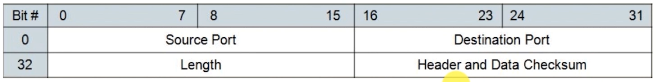 Bit # 0 7 8 15 16 23 24 31
0 Source Port Destination Port
32 Length Header and Data Checksum